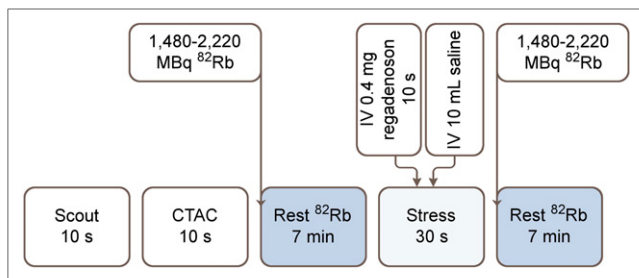 1,480-2,220
MBq ⁸²Rb
IV 0.4 mg
regadenoson
10 s
IV 10 mL saline
1,480-2,220
MBq ⁸²Rb
Scout
10 s
CTAC
10 s
Rest ⁸²Rb
7 min
Stress
30 s
Rest ⁸²Rb
7 min